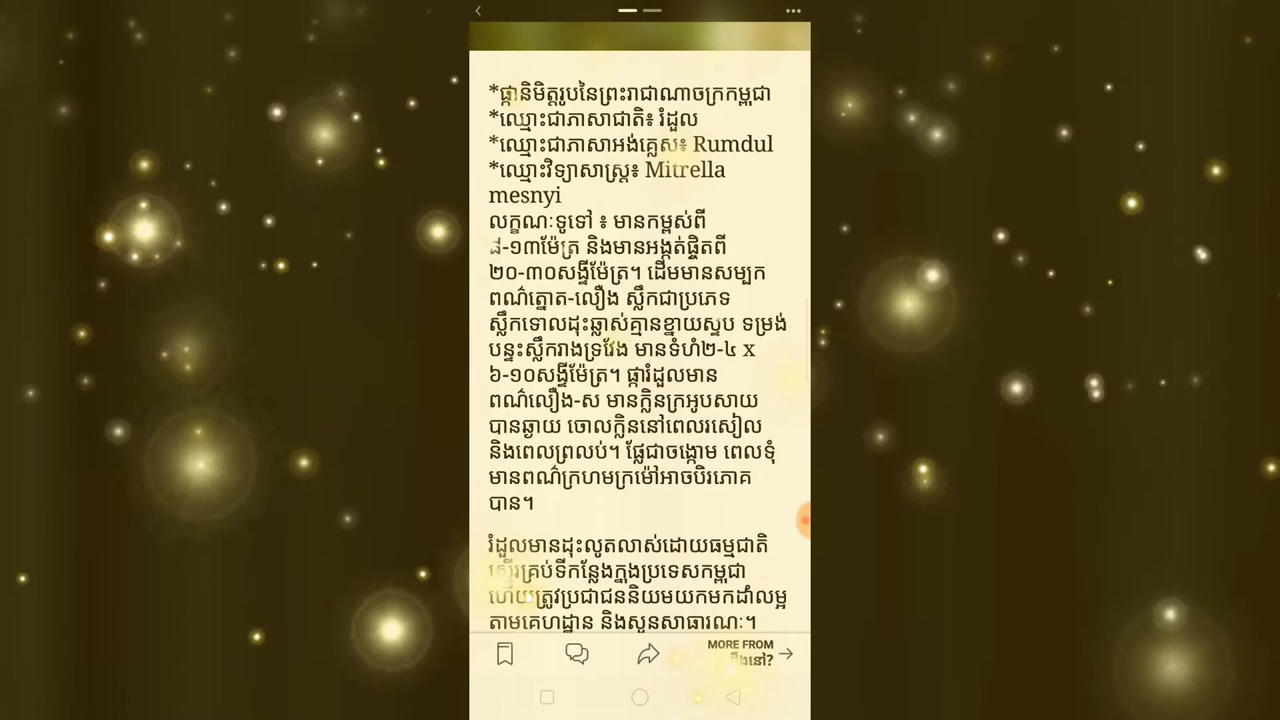 *ផ្កានិមិត្តរូបនៃព្រះរាជាណាចក្រកម្ពុជា
*ឈ្មោះជាភាសាជាតិ៖ រំដួល
*ឈ្មោះជាភាសាអង់គ្លេស៖ Rumdul
*ឈ្មោះវិទ្យាសាស្ត្រ៖ Mitrella
mesnyi
លក្ខណៈទូទៅ ៖ មានកម្ពស់ពី
៨-១៣ម៉ែត្រ និងមានអង្កត់ផ្ចិតពី
២០-៣០សង្ទីម៉ែត្រ។ ដើមមានសម្បក
ពណ៌ត្នោត-លឿង ស្លឹកជាប្រភេទ
ស្លឹកទោលដុះឆ្លាស់គ្មានខ្នាយស្ទប ទម្រង់
បន្ទះស្លឹករាងទ្រវែង មានទំហំ២-៤ x
៦-១០សង្ទីម៉ែត្រ។ ផ្ការំដួលមាន
ពណ៌លឿង-ស មានក្លិនក្រអូបសាយ
បានឆ្ងាយ ចោលក្លិននៅពេលរសៀល
និងពេលព្រលប់។ ផ្លែជាចង្កោម ពេលទុំ
មានពណ៌ក្រហមក្រម៉ៅអាចបិរភោគ
បាន។
រំដួលមានដុះលូតលាស់ដោយធម្មជាតិ
ស្ទើរគ្រប់ទីកន្លែងក្នុងប្រទេសកម្ពុជា
ហើយត្រូវប្រជាជននិយមយកមកដាំលម្អ
តាមគេហដ្ឋាន និងសួនសាធារណៈ។
MORE FROM
ដឹងនៅ?